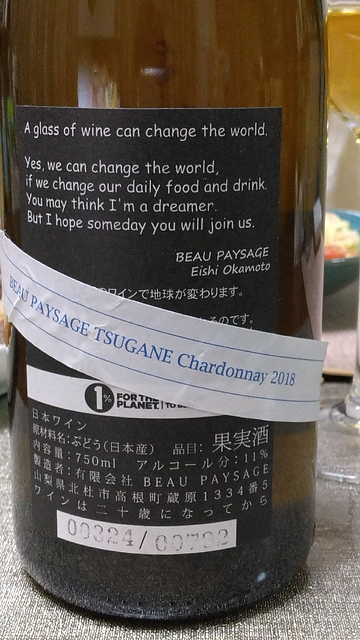 A glass of wine can change the world.
Yes, we can change the world,
if we change our daily food and drink.
You may think I'm a dreamer.
But I hope someday you will join us.
BEAU PAYSAGE
Eishi Okamoto
のワインで地球が変わります。
るのです。
BEAU PAYSAGE TSUGANE Chardonnay 2018
1% FOR THE
PLANET
日本ワイン
原材料名:ぶどう(日本産) 品目: 果実酒
内容量:750ml アルコール分:11%
製造者:有限会社 BEAU PAYSAGE
山梨県北杜市高根町蔵原1334番5
ワインは二十歳になってから
00324/00792